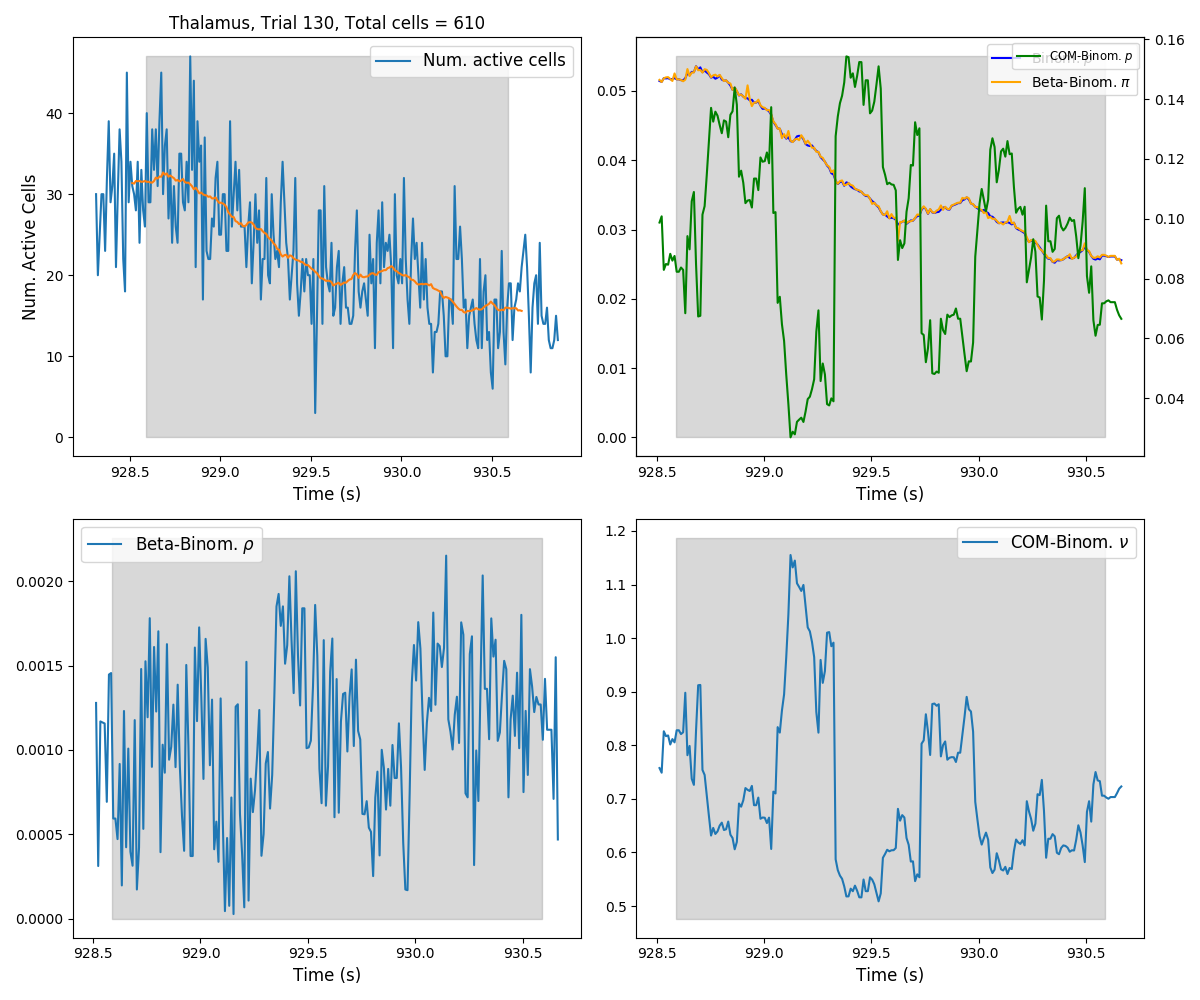 Thalamus, Trial 130, Total cells = 610
Num. active cells
Num. Active Cells
40
30
20
10
0
928.5 929.0 929.5 930.0 930.5
Time (s)
COM-Binom. p
Beta-Binom. π
0.05
0.04
0.03
0.02
0.01
0.00
0.16
0.14
0.12
0.10
0.08
0.06
0.04
928.5 929.0 929.5 930.0 930.5
Time (s)
Beta-Binom. ρ
0.0020
0.0015
0.0010
0.0005
0.0000
928.5 929.0 929.5 930.0 930.5
Time (s)
COM-Binom. ν
1.2
1.1
1.0
0.9
0.8
0.7
0.6
0.5
928.5 929.0 929.5 930.0 930.5
Time (s)